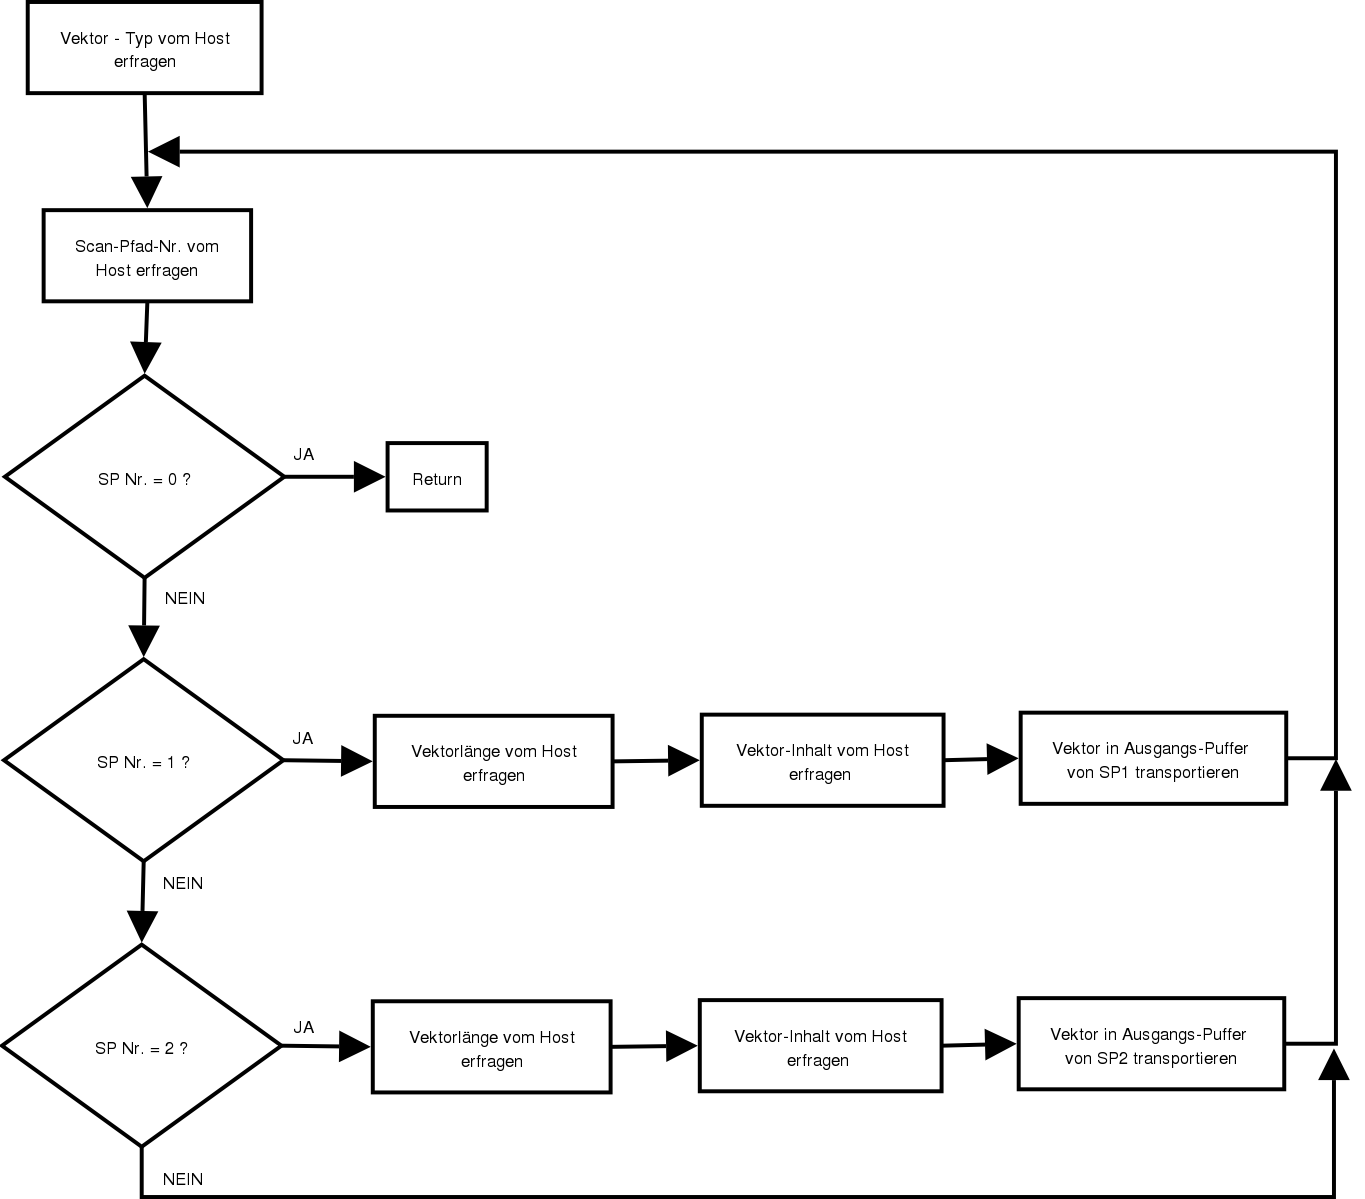 Vektor - Typ vom Host
erfragen
Scan-Pfad-Nr. vom
Host erfragen
SP Nr. = 0 ?
JA
Return
NEIN
SP Nr. = 1 ?
JA
Vektorlänge vom Host
erfragen
Vektor-Inhalt vom Host
erfragen
Vektor in Ausgangs-Puffer
von SP1 transportieren
NEIN
SP Nr. = 2 ?
JA
Vektorlänge vom Host
erfragen
Vektor-Inhalt vom Host
erfragen
Vektor in Ausgangs-Puffer
von SP2 transportieren
NEIN